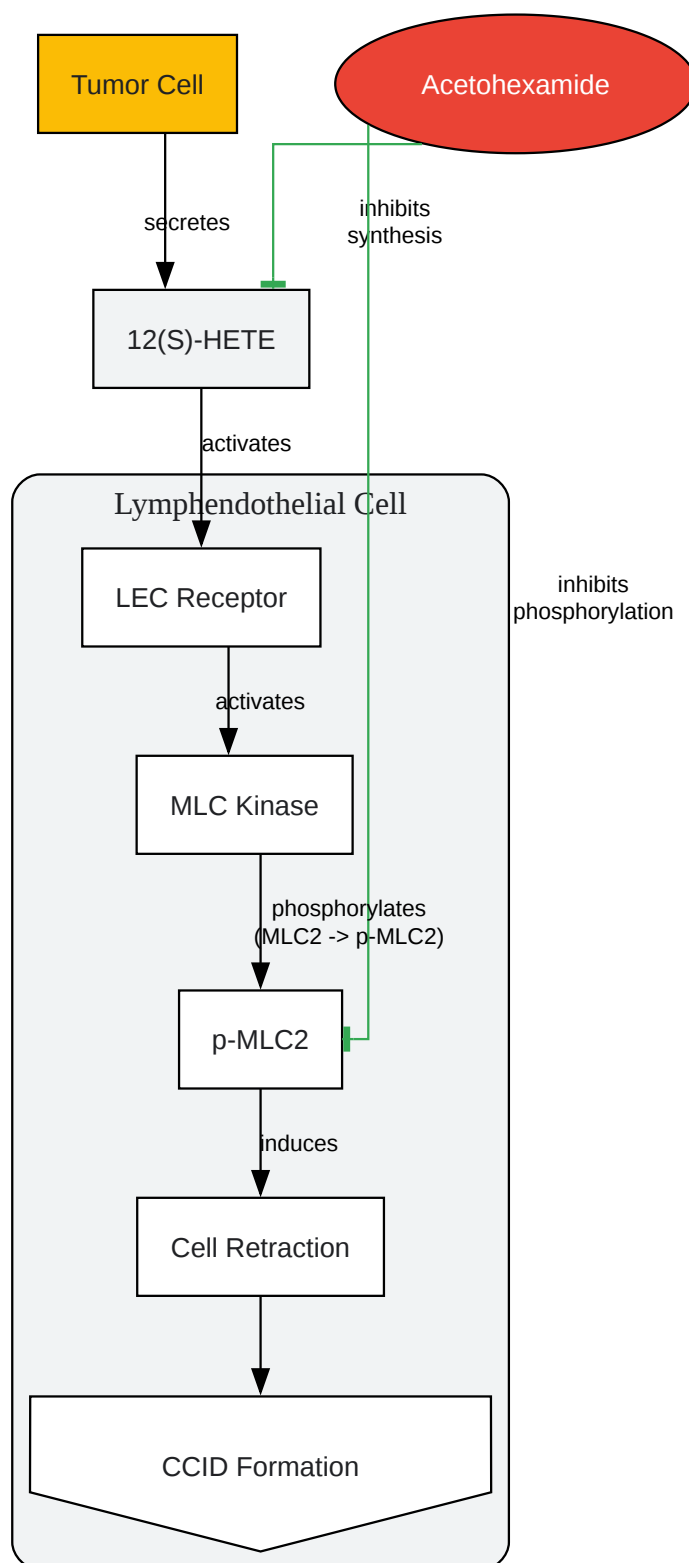 Tumor Cell
Acetohexamide
secretes
inhibits
synthesis
12(S)-HETE
activates
Lymphendothelial Cell
LEC Receptor
inhibits
phosphorylation
activates
MLC Kinase
phosphorylates
(MLC2 -> p-MLC2)
p-MLC2
induces
Cell Retraction
CCID Formation